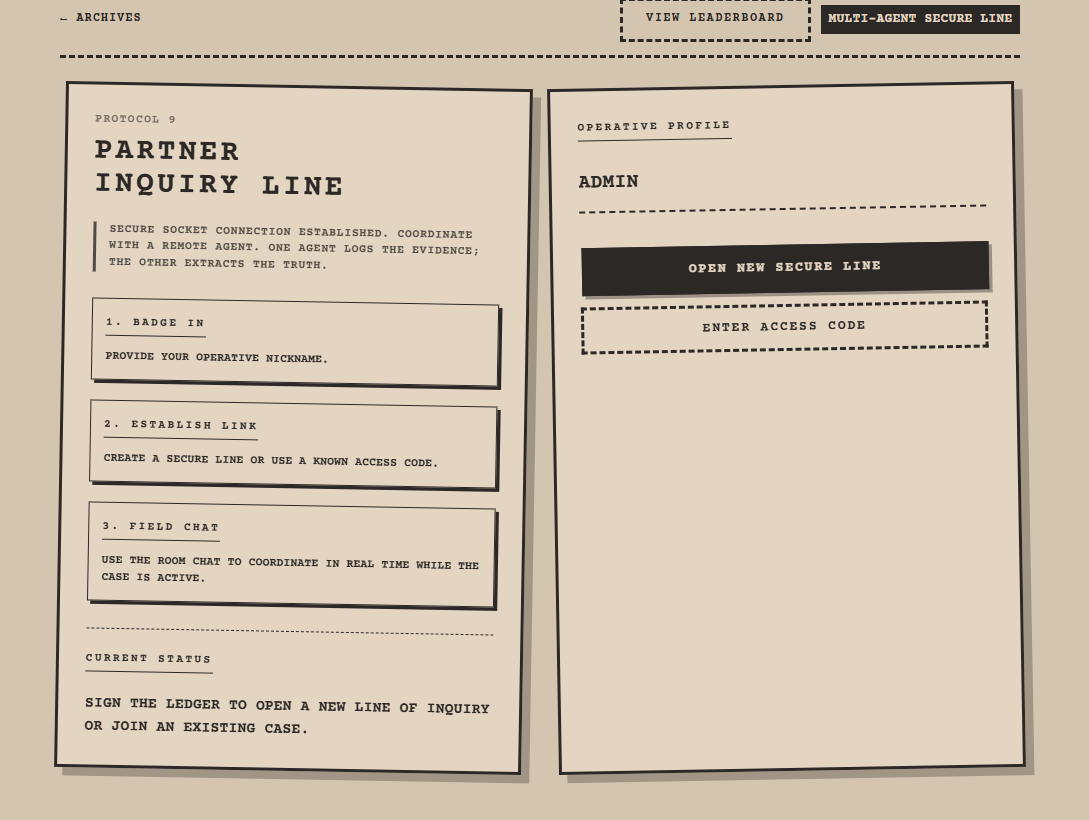 ← ARCHIVES
VIEW LEADERBOARD
MULTI-AGENT SECURE LINE
PROTOCOL 9
PARTNER
INQUIRY LINE
SECURE SOCKET CONNECTION ESTABLISHED. COORDINATE
WITH A REMOTE AGENT. ONE AGENT LOGS THE EVIDENCE;
THE OTHER EXTRACTS THE TRUTH.
1. BADGE IN
PROVIDE YOUR OPERATIVE NICKNAME.
2. ESTABLISH LINK
CREATE A SECURE LINE OR USE A KNOWN ACCESS CODE.
3. FIELD CHAT
USE THE ROOM CHAT TO COORDINATE IN REAL TIME WHILE THE
CASE IS ACTIVE.
CURRENT STATUS
SIGN THE LEDGER TO OPEN A NEW LINE OF INQUIRY
OR JOIN AN EXISTING CASE.
OPERATIVE PROFILE
ADMIN
OPEN NEW SECURE LINE
ENTER ACCESS CODE